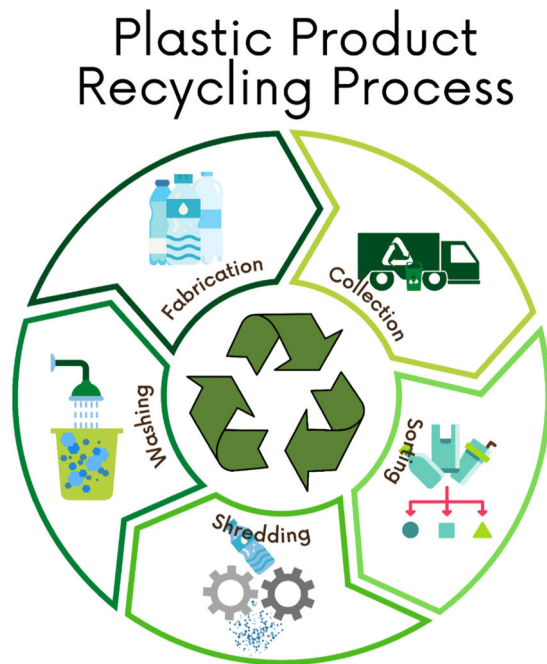 Plastic Product
Recycling Process
Fabrication
Collection
Washing
Sorting
Shredding